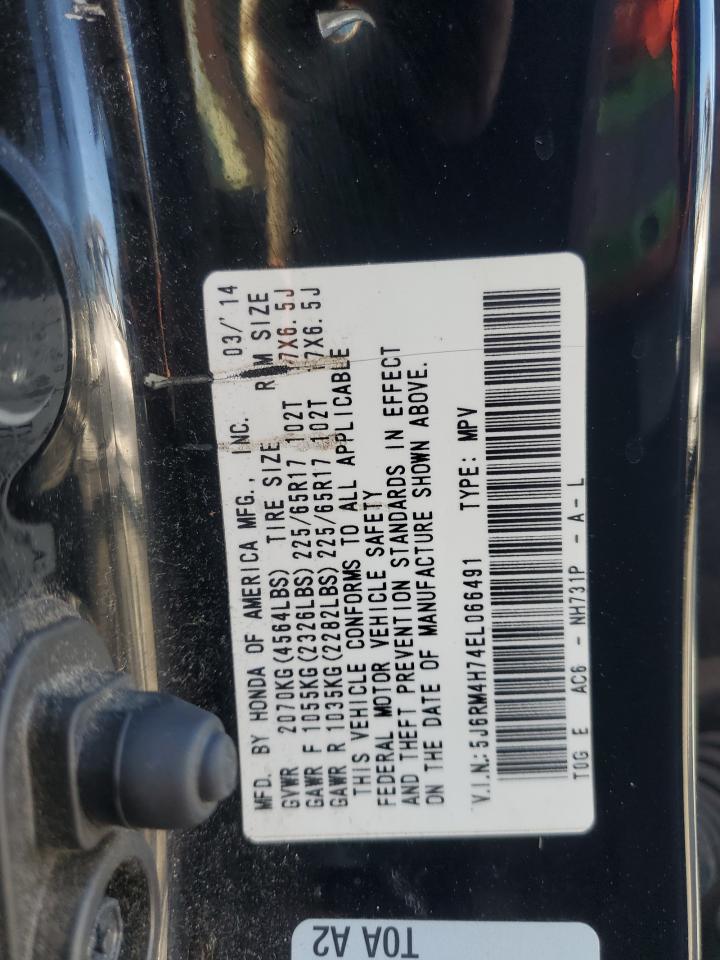 MFD. BY HONDA OF AMERICA MFG., INC. 03/'14
GVWR 2070KG(4564LBS) TIRE SIZE RIM SIZE
GAWR F 1055KG(2326LBS) 225/65R17 102T 17X6.5J
GAWR R 1035KG(2282LBS) 225/65R17 102T 17X6.5J
THIS VEHICLE CONFORMS TO ALL APPLICABLE
FEDERAL MOTOR VEHICLE SAFETY
AND THEFT PREVENTION STANDARDS IN EFFECT
ON THE DATE OF MANUFACTURE SHOWN ABOVE.
V.I.N.: 5J6RM4H74EL066491 TYPE: MPV
T0G E AC6 - NH731P - A - L
T0A A2